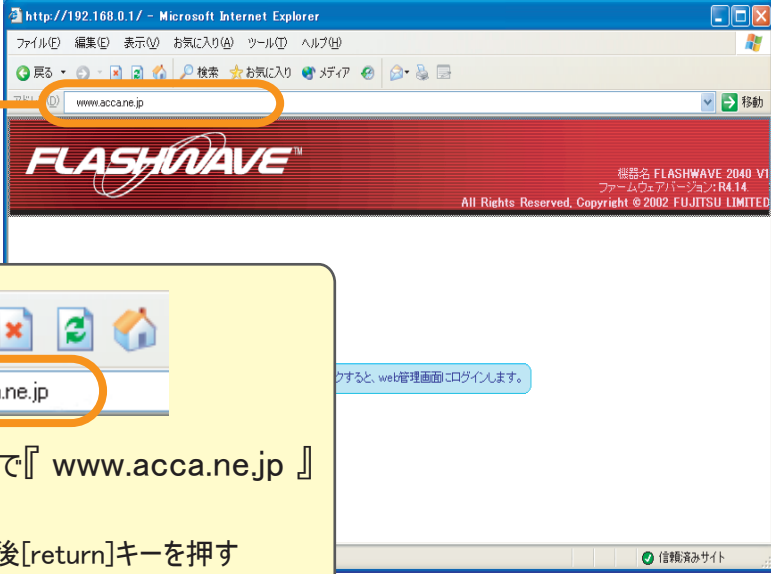 http://192.168.0.1/ - Microsoft Internet Explorer
ファイル(F) 編集(E) 表示(V) お気に入り(A) ツール(T) ヘルプ(H)
戻る 検索 お気に入り メディア
(D) www.acca.ne.jp 移動
FLASHWAVE™
機器名 FLASHWAVE 2040 V1
ファームウェアバージョン: R4.14
All Rights Reserved, Copyright © 2002 FUJITSU LIMITED
クすると、web管理画面にログインします。
.ne.jp
で『 www.acca.ne.jp 』
後[return]キーを押す
信頼済みサイト